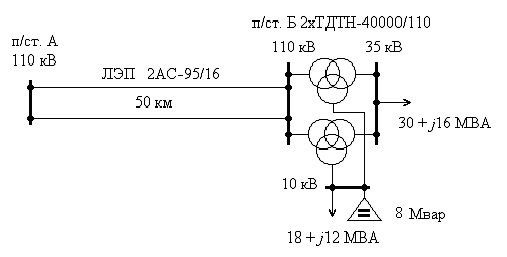 п/ст. А
110 кВ
п/ст. Б 2хТДТН-40000/110
110 кВ
35 кВ
ЛЭП 2АС-95/16
50 км
30 + j16 МВА
10 кВ
8 Мвар
18 + j12 МВА